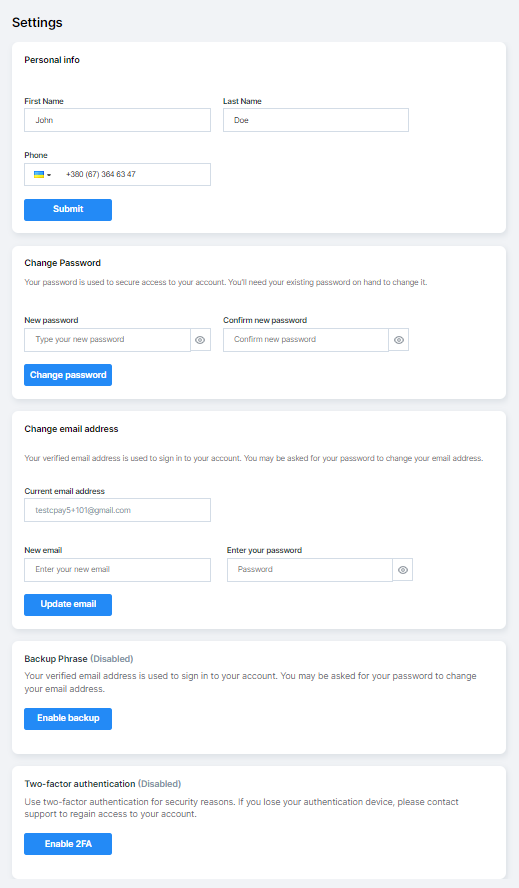 Settings
Personal info
First Name
Last Name
John
Doe
Phone
+380 (67) 364 63 47
Submit
Change Password
Your password is used to secure access to your account. You'll need your existing password on hand to change it.
New password
Confirm new password
Type your new password
Confirm new password
Change password
Change email address
Your verified email address is used to sign in to your account. You may be asked for your password to change your email address.
Current email address
testcpay5+101@gmail.com
New email
Enter your password
Enter your new email
Password
Update email
Backup Phrase (Disabled)
Your verified email address is used to sign in to your account. You may be asked for your password to change
your email address.
Enable backup
Two-factor authentication (Disabled)
Use two-factor authentication for security reasons. If you lose your authentication device, please contact
support to regain access to your account.
Enable 2FA